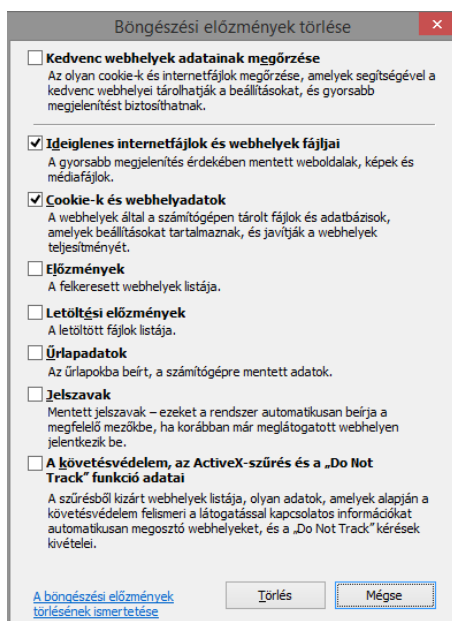 Böngészési előzmények törlése
Kedvenc webhelyek adatainak megőrzése
Az olyan cookie-k és internetfájlok megőrzése, amelyek segítségével a
kedvenc webhelyei tárolhatják a beállításokat, és gyorsabb
megjelenítést biztosíthatnak.
Ideiglenes internetfájlok és webhelyek fájljai
A gyorsabb megjelenítés érdekében mentett weboldalak, képek és
médiafájlok.
Cookie-k és webhelyadatok
A webhelyek által a számítógépen tárolt fájlok és adatbázisok,
amelyek beállításokat tartalmaznak, és javítják a webhelyek
teljesítményét.
Előzmények
A felkeresett webhelyek listája.
Letöltési előzmények
A letöltött fájlok listája.
Űrlapadatok
Az űrlapokba beírt, a számítógépre mentett adatok.
Jelszavak
Mentett jelszavak – ezeket a rendszer automatikusan beírja a
megfelelő mezőkbe, ha korábban már meglátogatott webhelyen
jelentkezik be.
A követésvédelem, az ActiveX-szűrés és a „Do Not
Track” funkció adatai
A szűrésből kizárt webhelyek listája, olyan adatok, amelyek alapján a
követésvédelem felismeri a látogatással kapcsolatos információkat
automatikusan megosztó webhelyeket, és a „Do Not Track” kérések
kivételei.
A böngészési előzmények
törlésének ismertetése
Törlés
Mégse